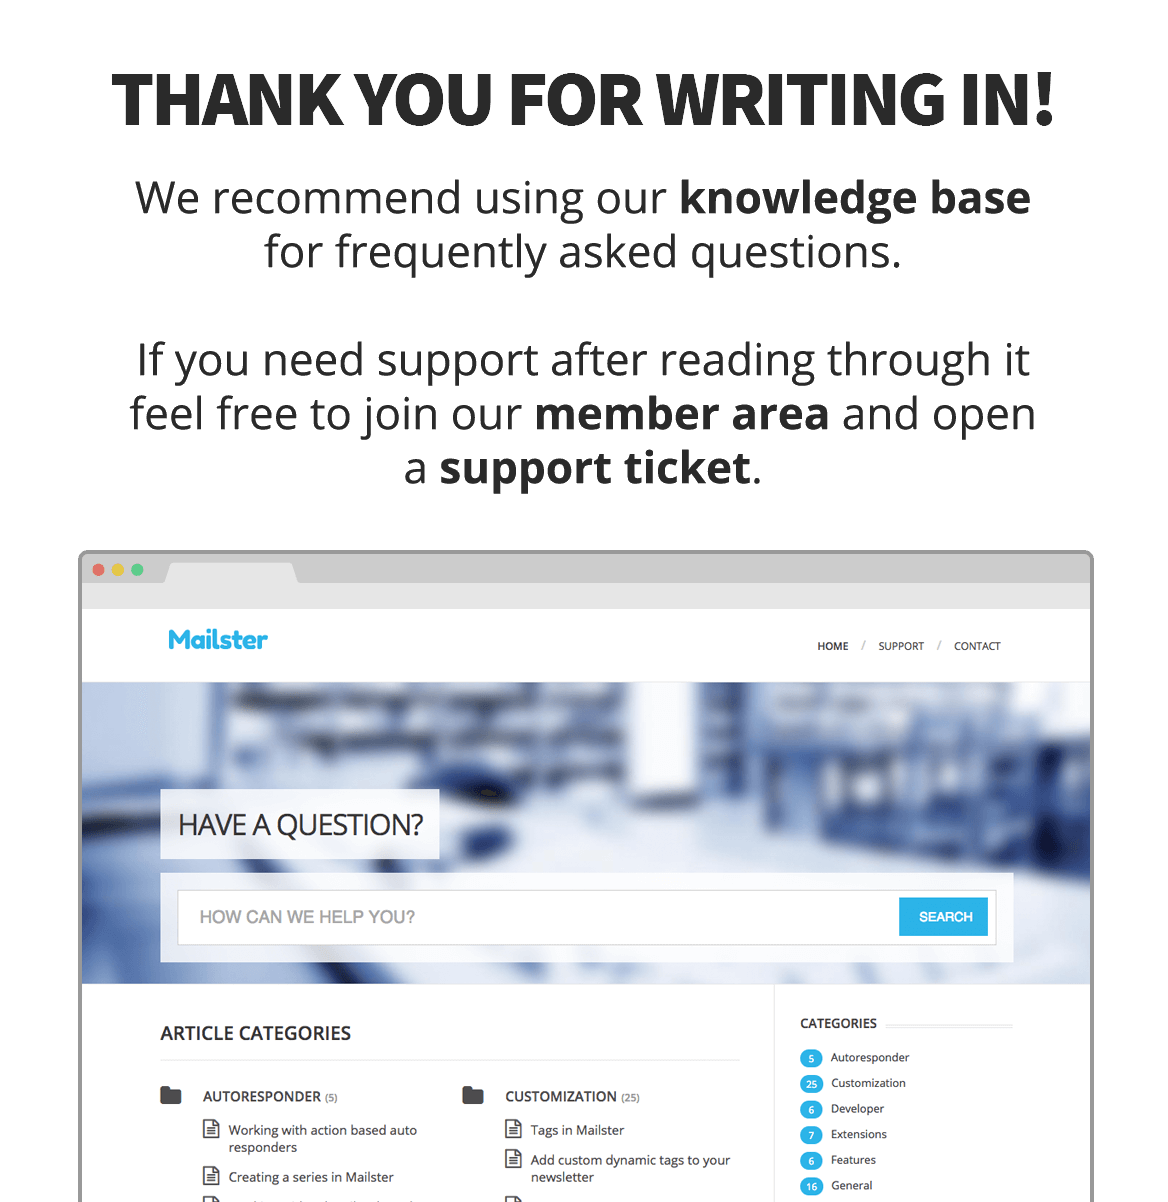 THANK YOU FOR WRITING IN!
We recommend using our knowledge base
for frequently asked questions.
If you need support after reading through it
feel free to join our member area and open
a support ticket.
Mailster
HOME / SUPPORT / CONTACT
HAVE A QUESTION?
HOW CAN WE HELP YOU?
SEARCH
ARTICLE CATEGORIES
AUTORESPONDER (5)
Working with action based auto
responders
Creating a series in Mailster
CUSTOMIZATION (25)
Tags in Mailster
Add custom dynamic tags to your
newsletter
CATEGORIES
5 Autoresponder
25 Customization
6 Developer
7 Extensions
6 Features
16 General